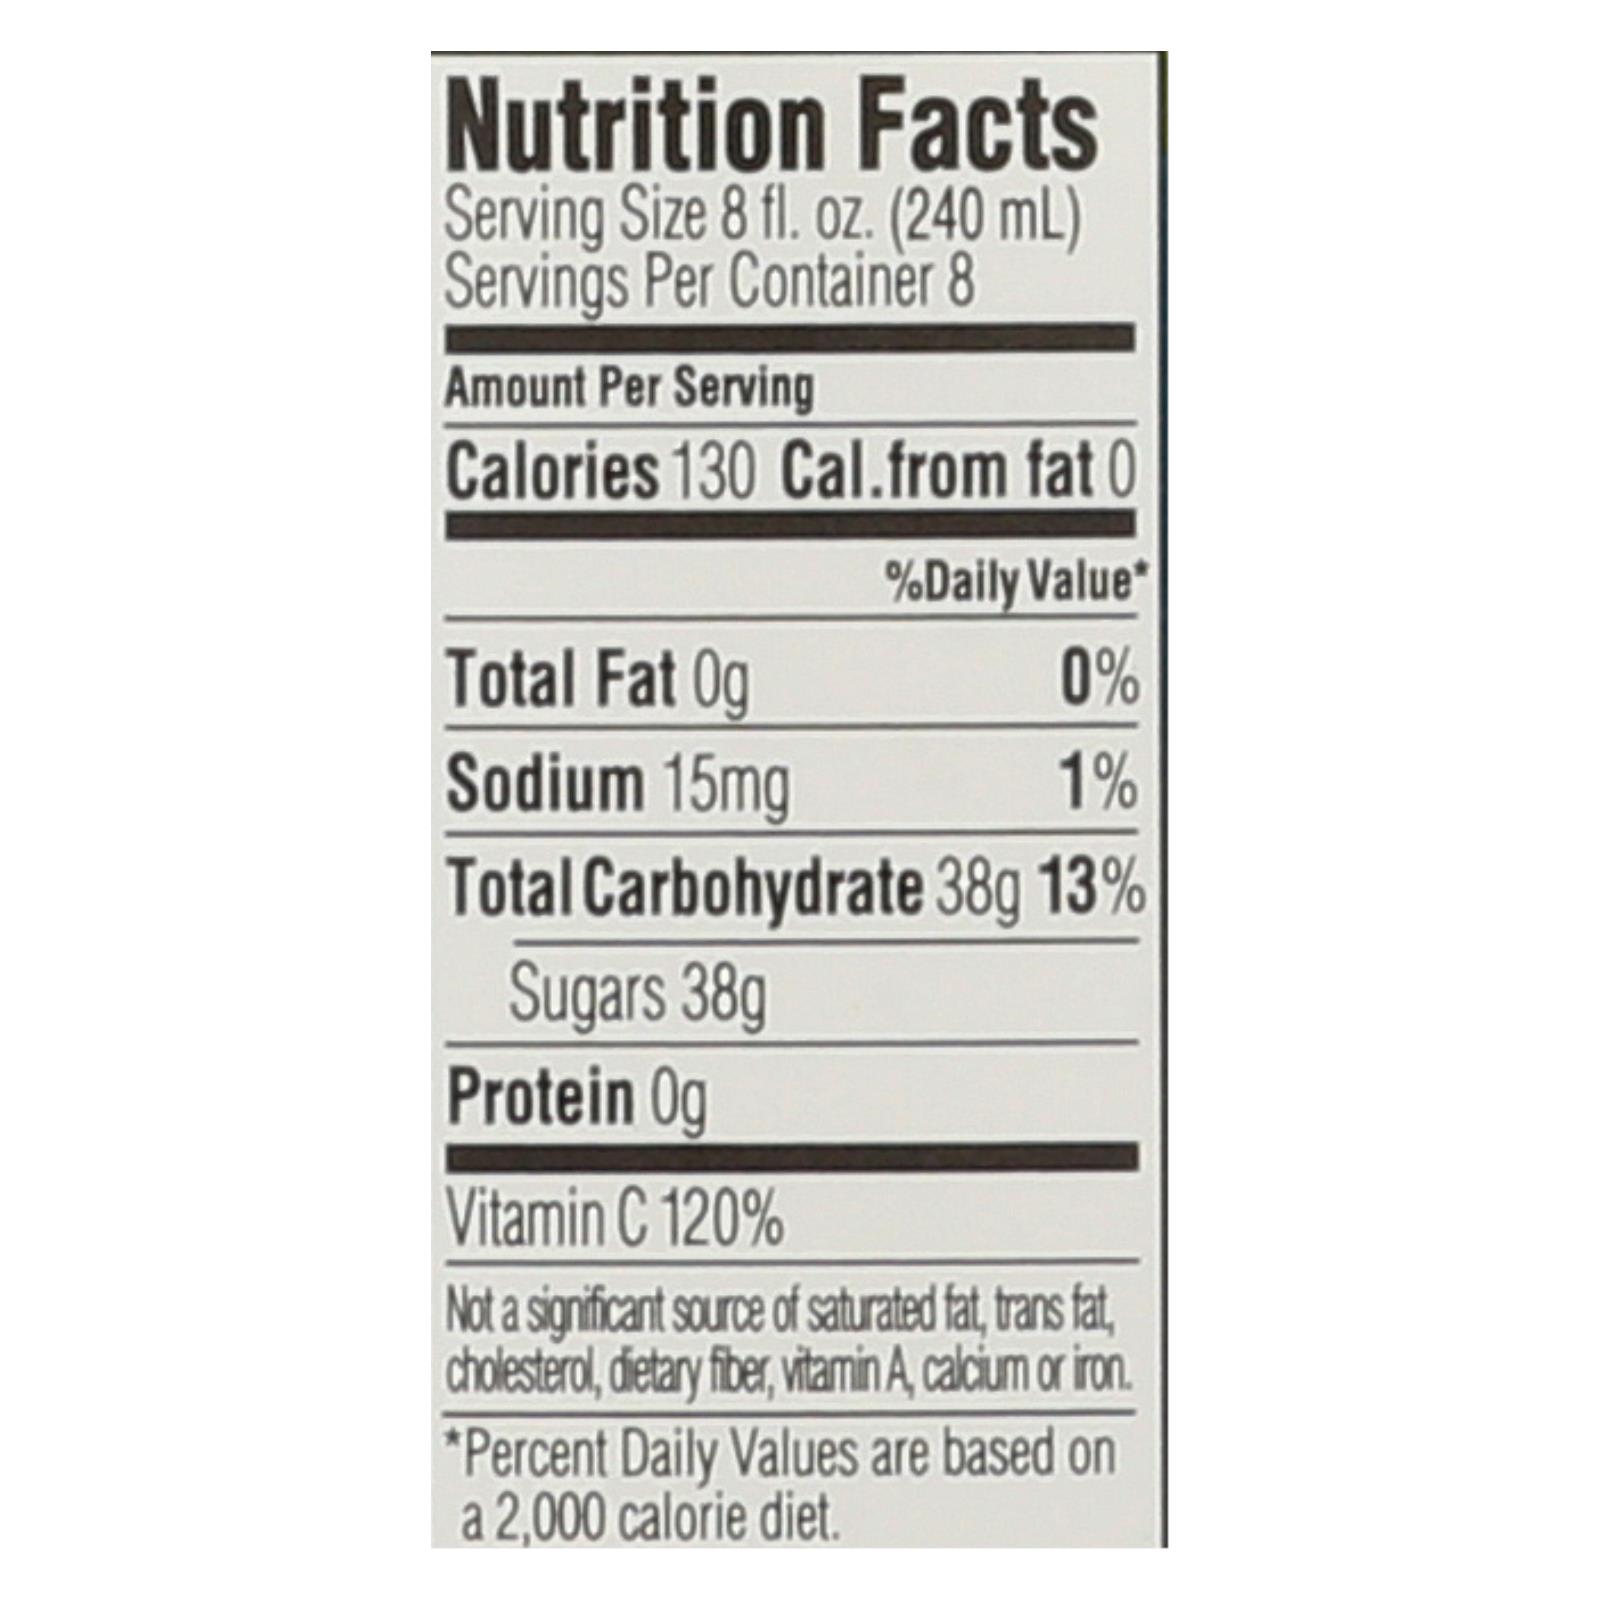 Nutrition Facts
Serving Size 8 fl. oz. (240 mL)
Servings Per Container 8
Amount Per Serving
Calories 130 Cal.from fat 0
%Daily Value*
Total Fat 0g 0%
Sodium 15mg 1%
Total Carbohydrate 38g 13%
Sugars 38g
Protein 0g
Vitamin C 120%
Not a significant source of saturated fat, trans fat,
cholesterol, dietary fiber, vitamin A, calcium or iron.
*Percent Daily Values are based on
a 2,000 calorie diet.